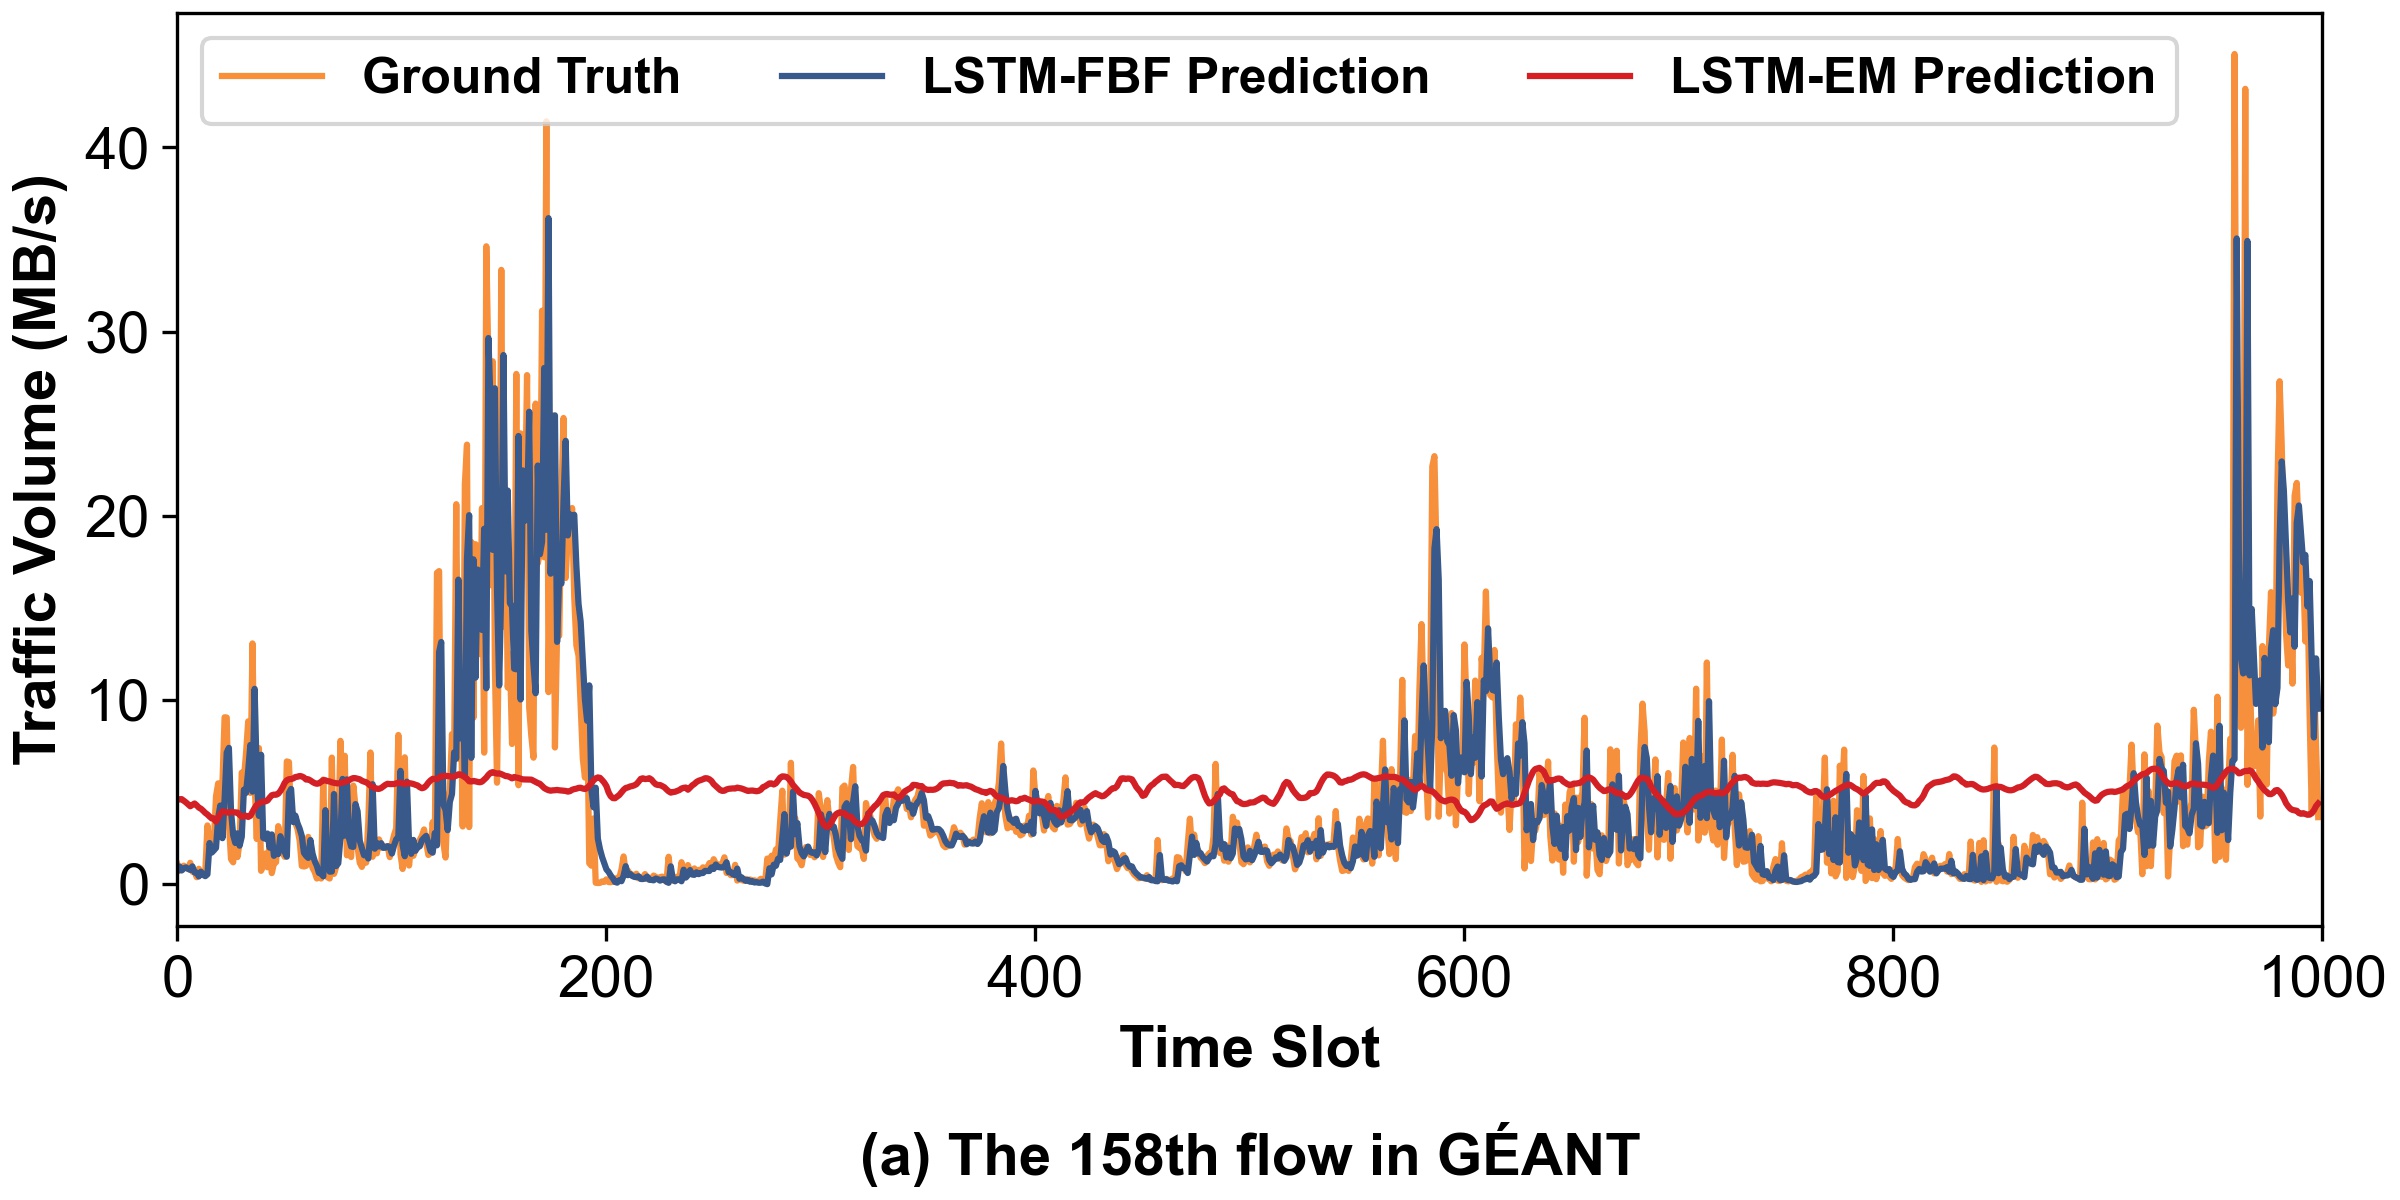 Ground Truth LSTM-FBF Prediction LSTM-EM Prediction
Traffic Volume (MB/s)
40
30
20
10
0
0 200 400 600 800 1000
Time Slot
(a) The 158th flow in GÉANT